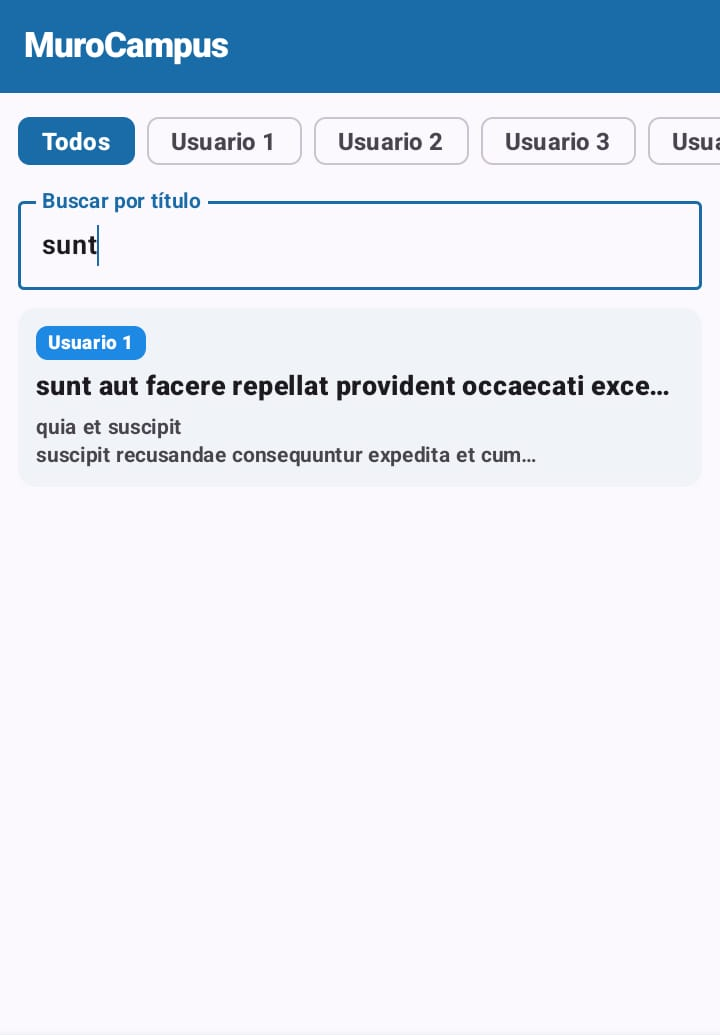 MuroCampus
Todos Usuario 1 Usuario 2 Usuario 3 Usua
Buscar por título
sunt
Usuario 1
sunt aut facere repellat provident occaecati exce…
quia et suscipit
suscipit recusandae consequuntur expedita et cum…